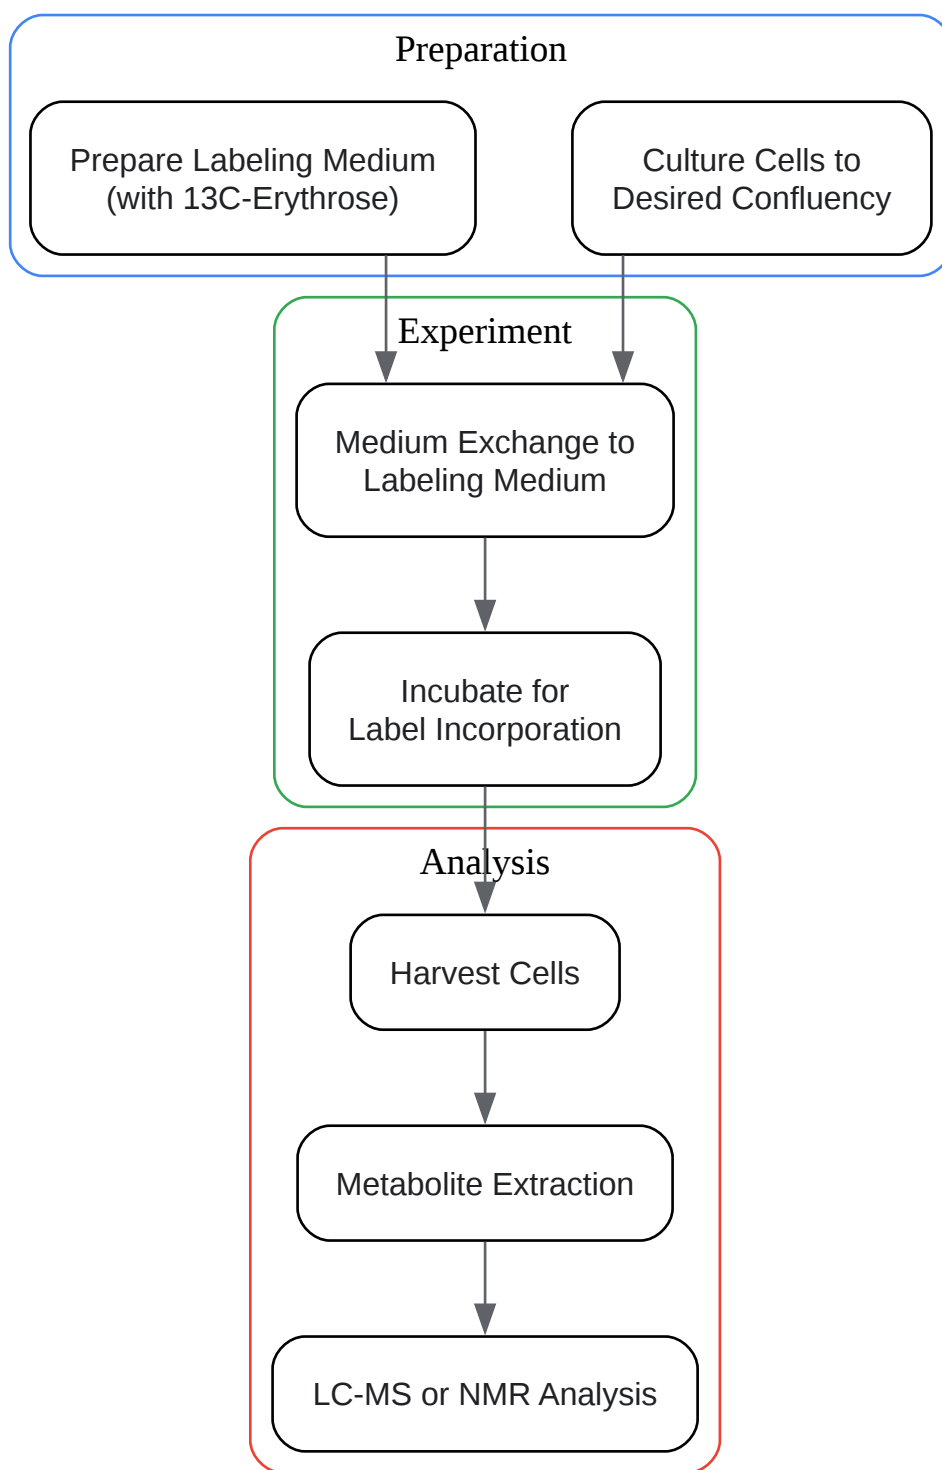 Preparation
Prepare Labeling Medium
(with 13C-Erythrose)
Culture Cells to
Desired Confluency
Experiment
Medium Exchange to
Labeling Medium
Incubate for
Label Incorporation
Analysis
Harvest Cells
Metabolite Extraction
LC-MS or NMR Analysis